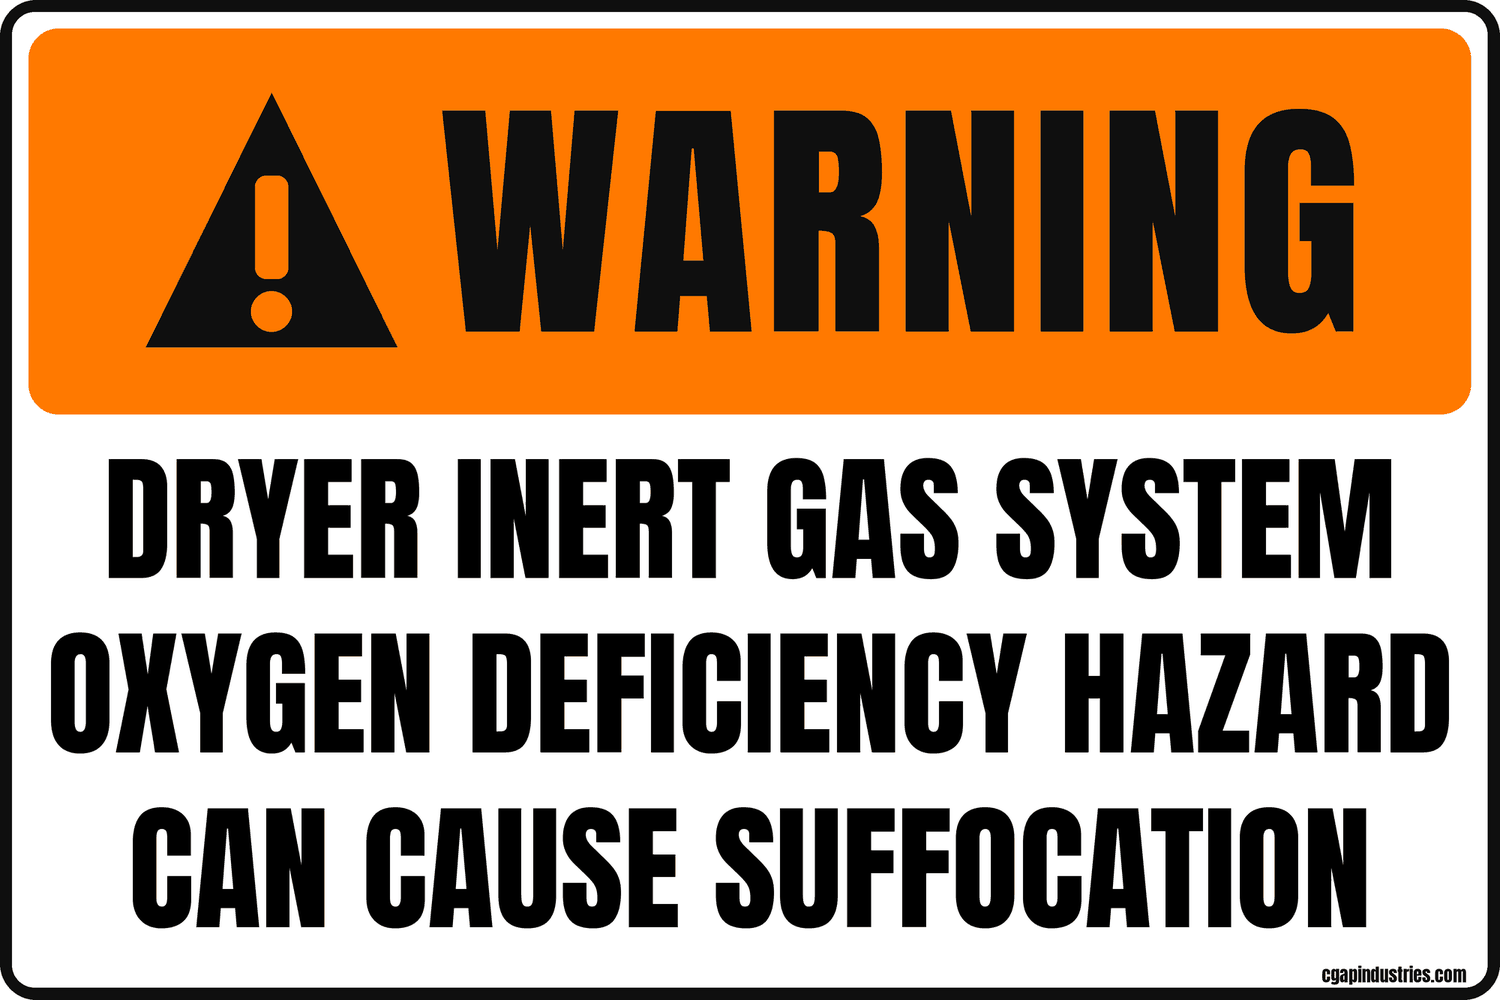 WARNING
DRYER INERT GAS SYSTEM
OXYGEN DEFICIENCY HAZARD
CAN CAUSE SUFFOCATION
cgapindustries.com